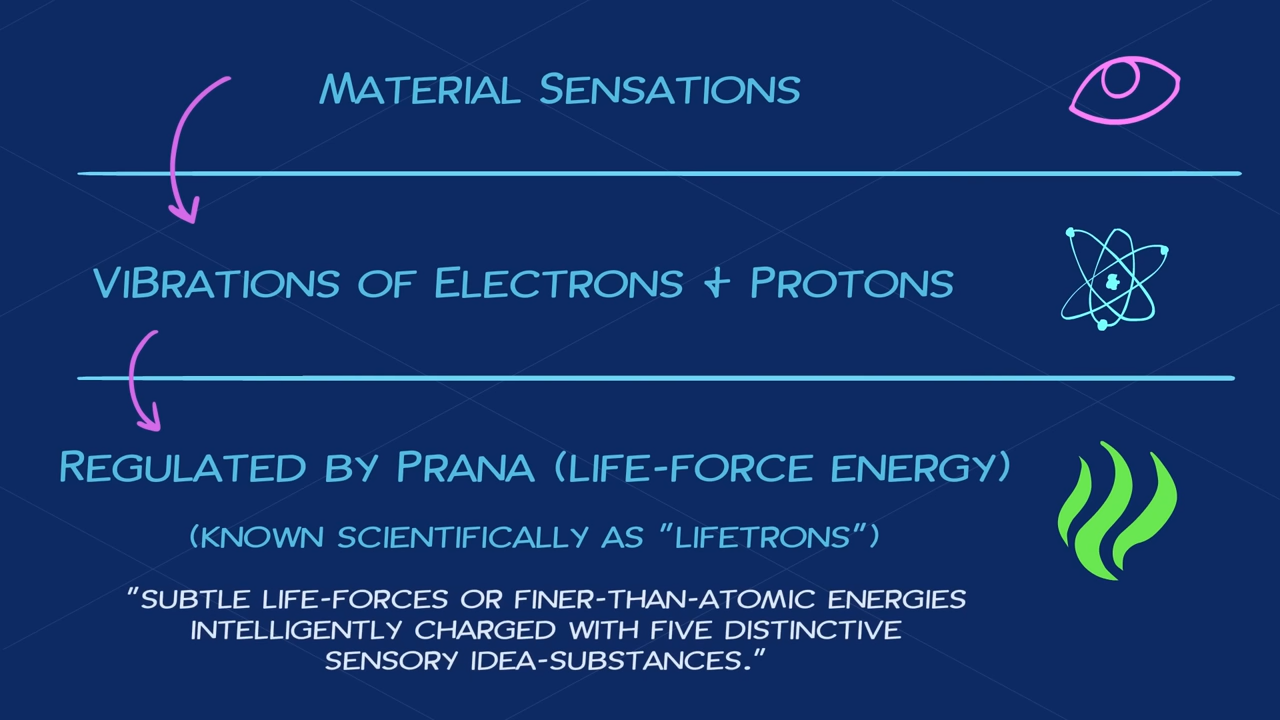 Material Sensations
Vibrations of Electrons & Protons
Regulated by Prana (life-force energy)
(known scientifically as "lifetrons")
"subtle life-forces or finer-than-atomic energies
intelligently charged with five distinctive
sensory idea-substances."